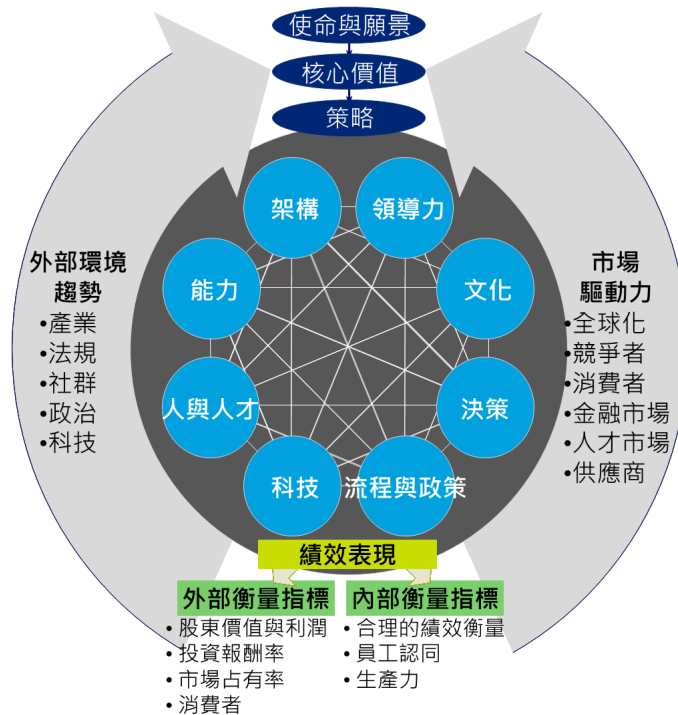 使命與願景
核心價值
策略
架構
領導力
能力
文化
人與人才
決策
科技
流程與政策
外部環境
趨勢
•產業
•法規
•社群
•政治
•科技
市場
驅動力
•全球化
•競爭者
•消費者
•金融市場
•人才市場
•供應商
績效表現
外部衡量指標
• 股東價值與利潤
•投資報酬率
• 市場占有率
• 消費者
內部衡量指標
• 合理的績效衡量
•員工認同
• 生產力